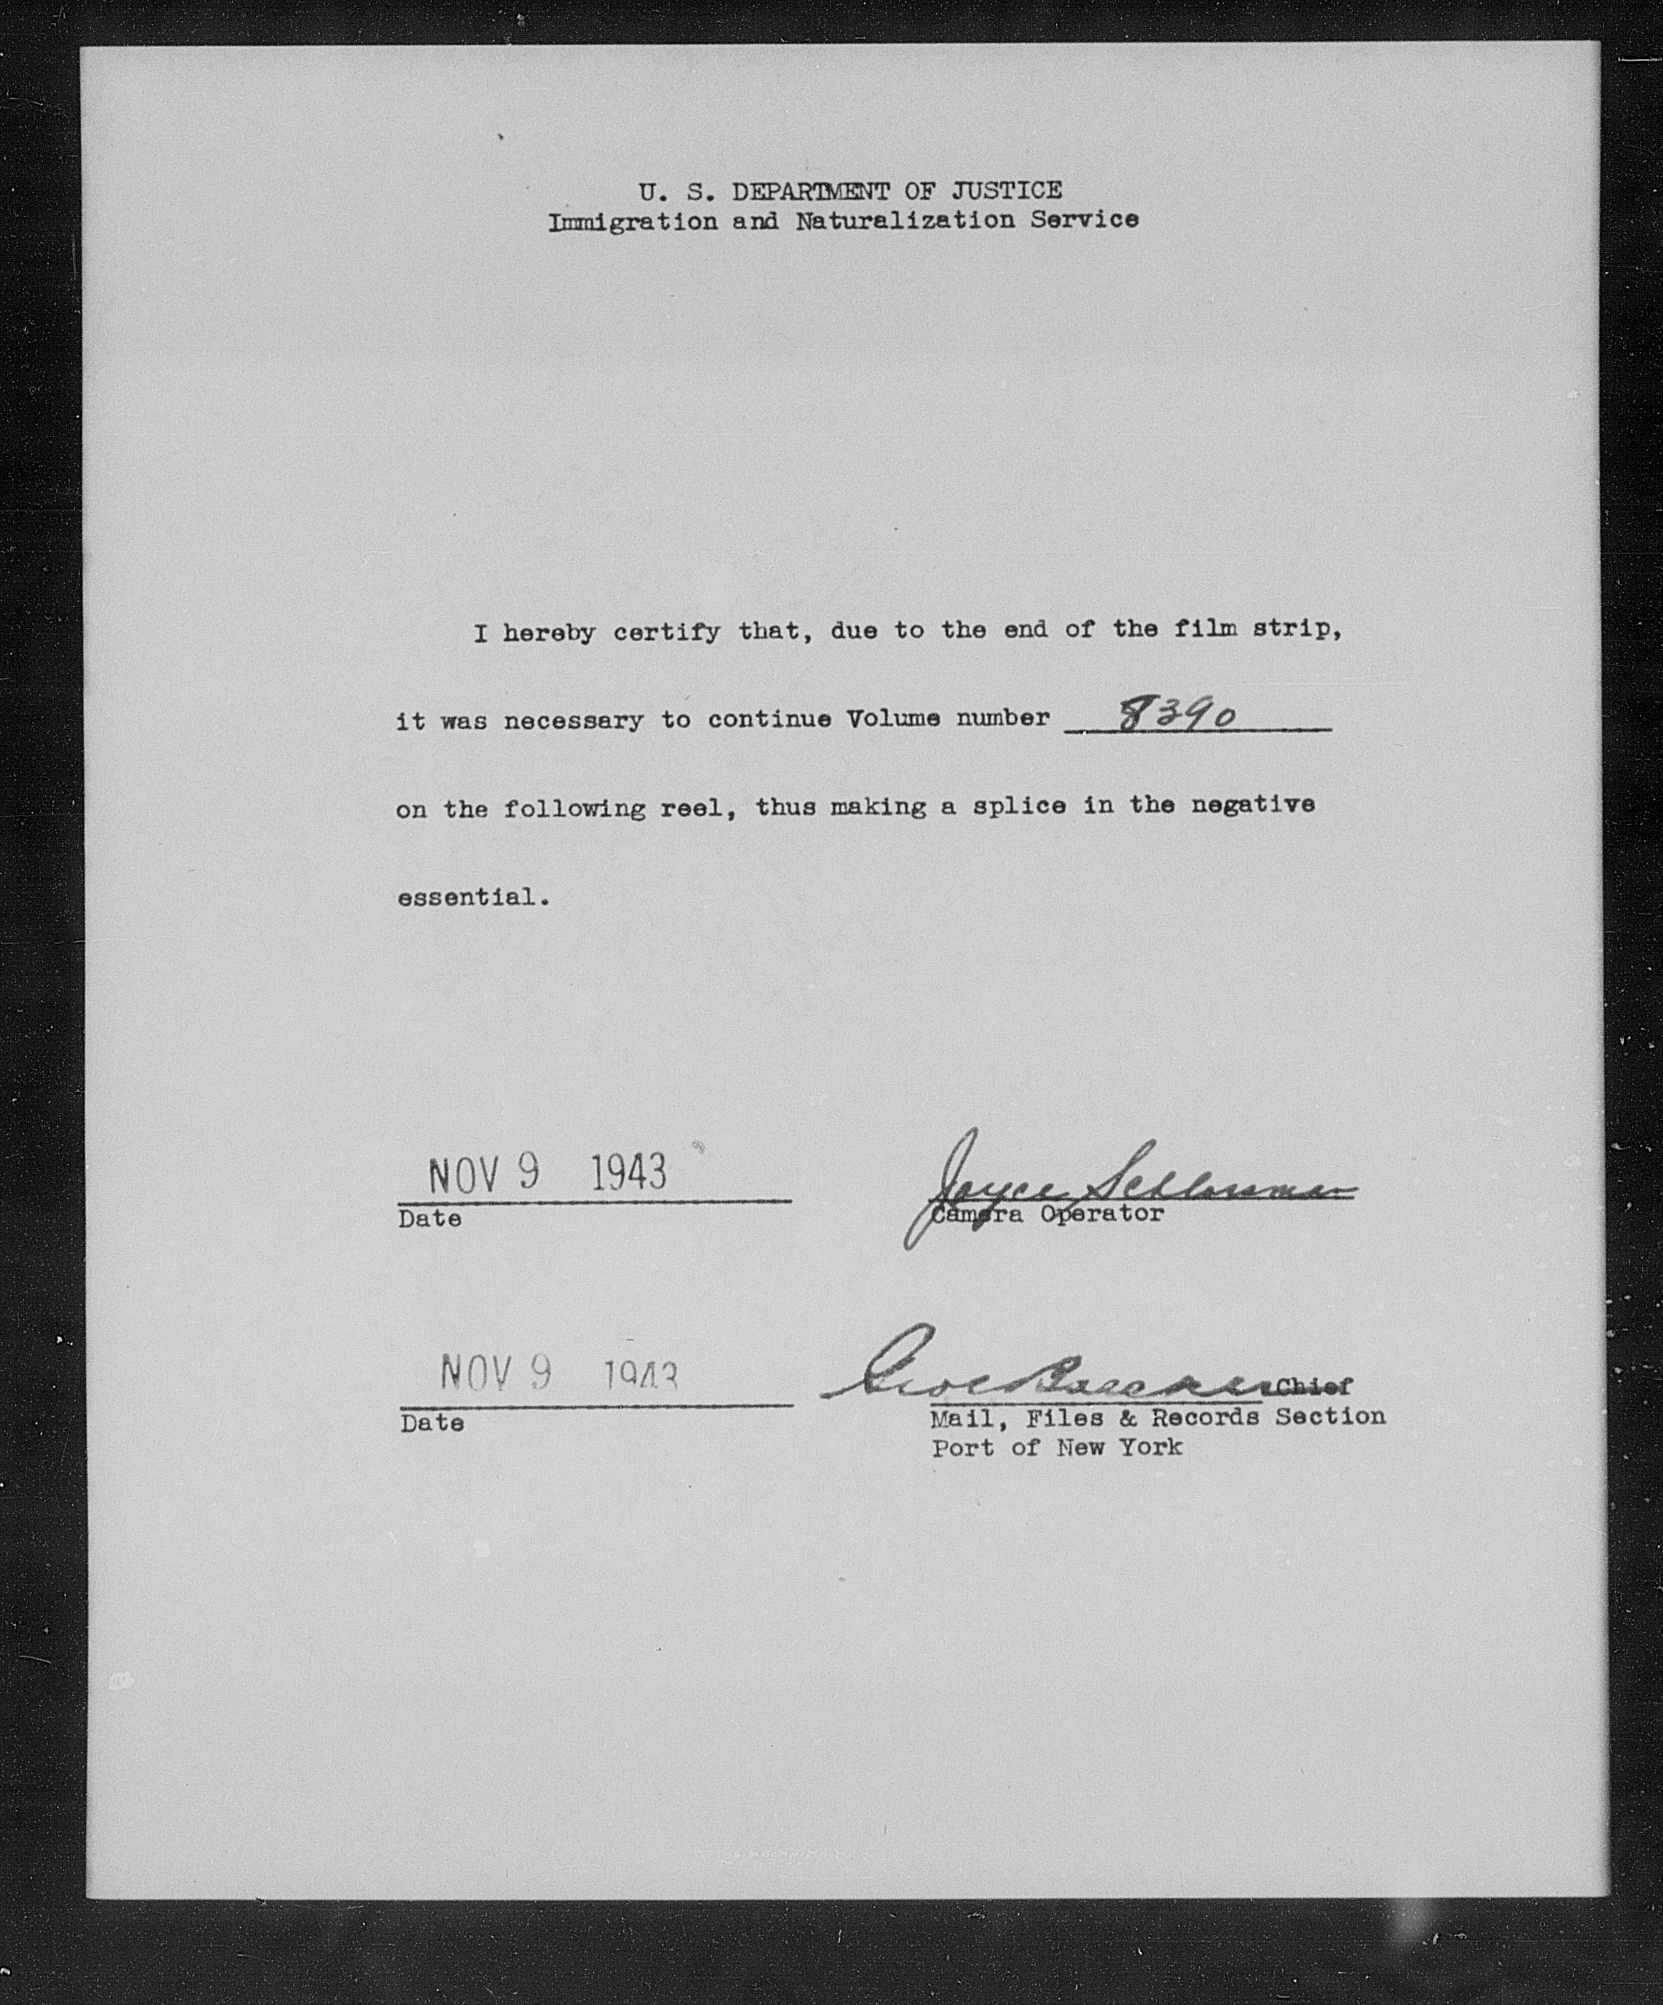 U. S. DEPARTMENT OF JUSTICE
Immigration and Naturalization Service
I hereby certify that, due to the end of the film strip,
it was necessary to continue Volume number 8390
on the following reel, thus making a splice in the negative
essential.
NOV 9 1943
Date
Joyce
Camera Operator
NOV 9 1943
Date
Chief
Mail, Files & Records Section
Port of New York